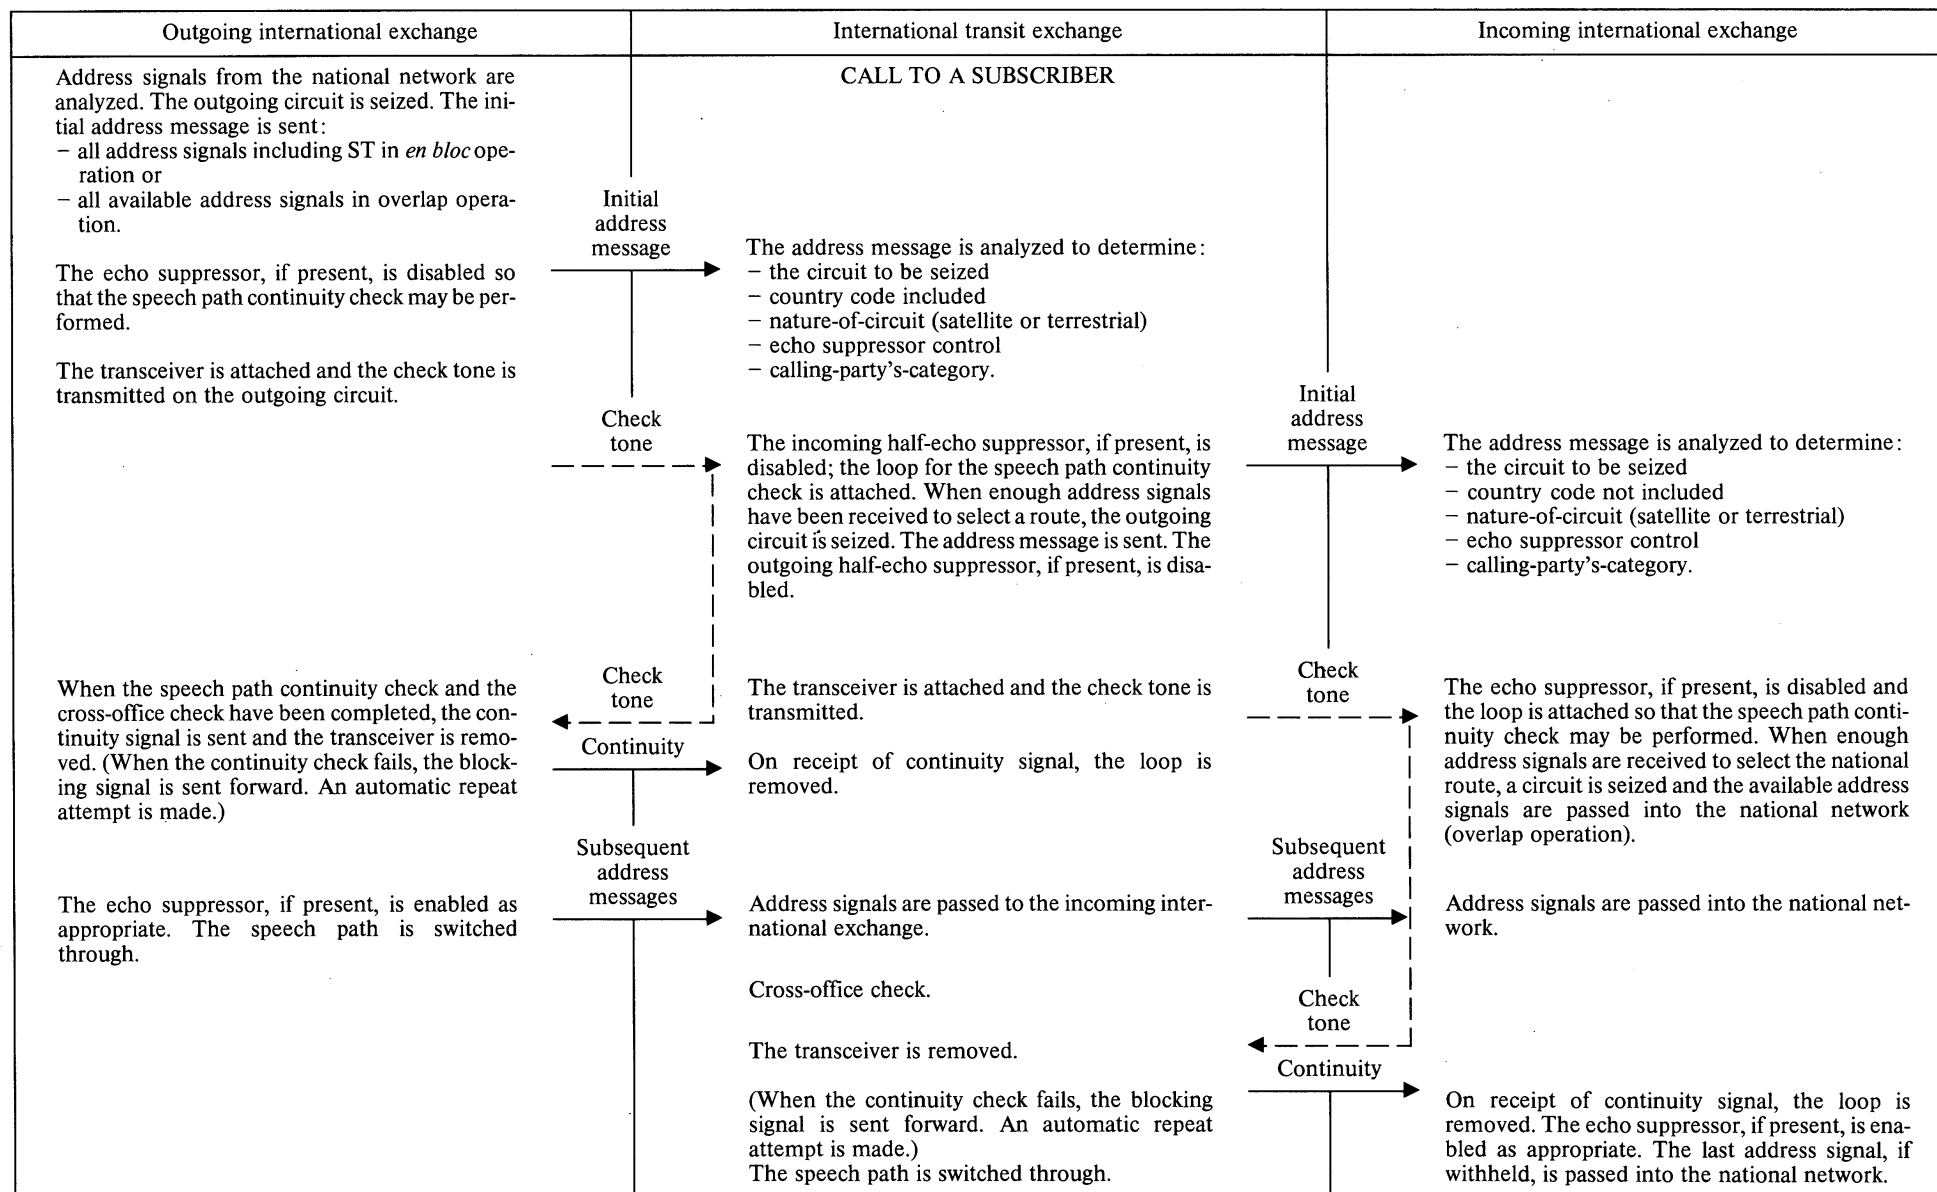 Outgoing international exchange
International transit exchange
Incoming international exchange
CALL TO A SUBSCRIBER
Address signals from the national network are
analyzed. The outgoing circuit is seized. The ini-
tial address message is sent:
– all address signals including ST in en bloc ope-
ration or
– all available address signals in overlap opera-
tion.
The echo suppressor, if present, is disabled so
that the speech path continuity check may be per-
formed.
The transceiver is attached and the check tone is
transmitted on the outgoing circuit.
Initial
address
message
The address message is analyzed to determine:
– the circuit to be seized
– country code included
– nature-of-circuit (satellite or terrestrial)
– echo suppressor control
– calling-party's-category.
Check
tone
The incoming half-echo suppressor, if present, is
disabled; the loop for the speech path continuity
check is attached. When enough address signals
have been received to select a route, the outgoing
circuit is seized. The address message is sent. The
outgoing half-echo suppressor, if present, is disa-
bled.
Initial
address
message
The address message is analyzed to determine:
– the circuit to be seized
– country code not included
– nature-of-circuit (satellite or terrestrial)
– echo suppressor control
– calling-party's-category.
When the speech path continuity check and the
cross-office check have been completed, the con-
tinuity signal is sent and the transceiver is remo-
ved. (When the continuity check fails, the block-
ing signal is sent forward. An automatic repeat
attempt is made.)
Check
tone
Continuity
The transceiver is attached and the check tone is
transmitted.
On receipt of continuity signal, the loop is
removed.
Check
tone
The echo suppressor, if present, is disabled and
the loop is attached so that the speech path conti-
nuity check may be performed. When enough
address signals are received to select the national
route, a circuit is seized and the available address
signals are passed into the national network
(overlap operation).
The echo suppressor, if present, is enabled as
appropriate. The speech path is switched
through.
Subsequent
address
messages
Address signals are passed to the incoming inter-
national exchange.
Cross-office check.
The transceiver is removed.
(When the continuity check fails, the blocking
signal is sent forward. An automatic repeat
attempt is made.)
The speech path is switched through.
Subsequent
address
messages
Address signals are passed into the national net-
work.
Check
tone
Continuity
On receipt of continuity signal, the loop is
removed. The echo suppressor, if present, is ena-
bled as appropriate. The last address signal, if
withheld, is passed into the national network.